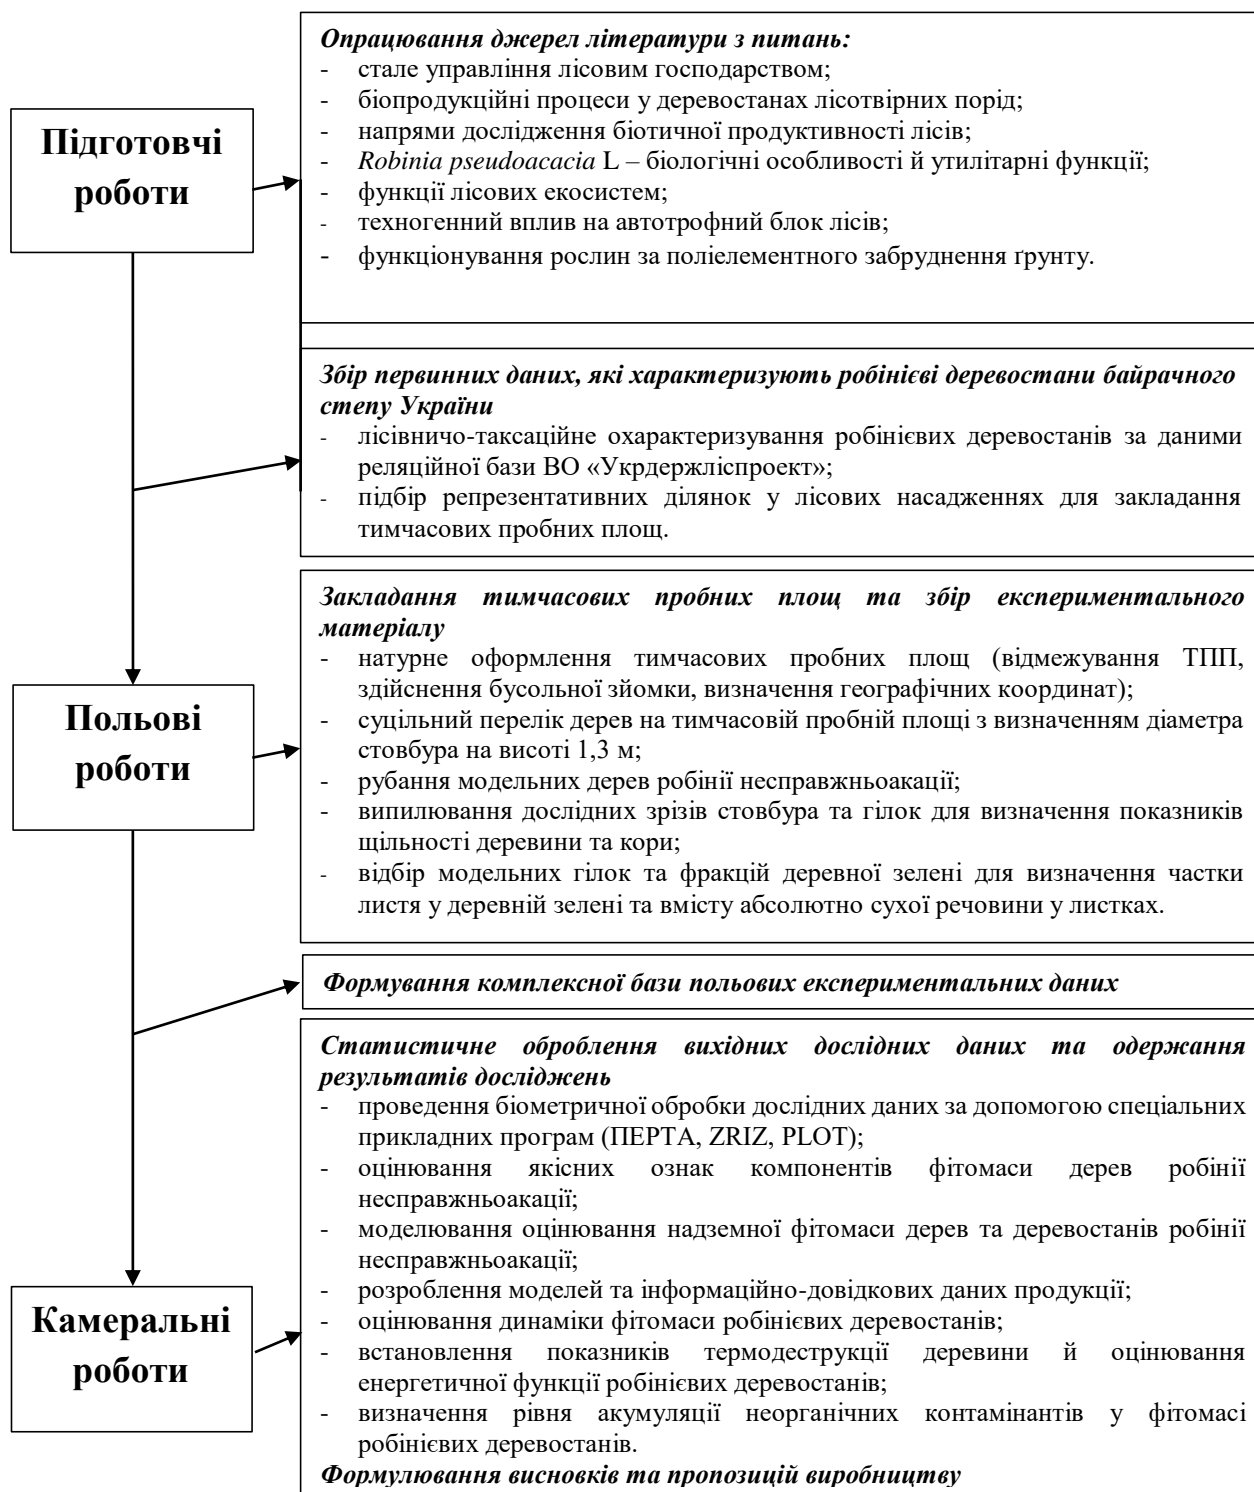 Підготовчі
роботи
Опрацювання джерел літератури з питань:
- стале управління лісовим господарством;
- біопродукційні процеси у деревостанах лісотвірних порід;
- напрями дослідження біотичної продуктивності лісів;
- Robinia pseudoacacia L – біологічні особливості й утилітарні функції;
- функції лісових екосистем;
- техногенний вплив на автотрофний блок лісів;
- функціонування рослин за поліелементного забруднення ґрунту.
Збір первинних даних, які характеризують робінієві деревостани байрачного
степу України
- лісівничо-таксаційне охарактеризування робінієвих деревостанів за даними
реляційної бази ВО «Укрдержліспроект»;
- підбір репрезентативних ділянок у лісових насадженнях для закладання
тимчасових пробних площ.
Польові
роботи
Закладання тимчасових пробних площ та збір експериментального
матеріалу
- натурне оформлення тимчасових пробних площ (відмежування ТПП,
здійснення бусольної зйомки, визначення географічних координат);
- суцільний перелік дерев на тимчасовій пробній площі з визначенням діаметра
стовбура на висоті 1,3 м;
- рубання модельних дерев робінії несправжньоакації;
- випилювання дослідних зрізів стовбура та гілок для визначення показників
щільності деревини та кори;
- відбір модельних гілок та фракцій деревної зелені для визначення частки
листя у деревній зелені та вмісту абсолютно сухої речовини у листках.
Формування комплексної бази польових експериментальних даних
Камеральні
роботи
Статистичне оброблення вихідних дослідних даних та одержання
результатів досліджень
- проведення біометричної обробки дослідних даних за допомогою спеціальних
прикладних програм (ПЕРТА, ZRIZ, PLOT);
- оцінювання якісних ознак компонентів фітомаси дерев робінії
несправжньоакації;
- моделювання оцінювання надземної фітомаси дерев та деревостанів робінії
несправжньоакації;
- розроблення моделей та інформаційно-довідкових даних продукції;
- оцінювання динаміки фітомаси робінієвих деревостанів;
- встановлення показників термодеструкції деревини й оцінювання
енергетичної функції робінієвих деревостанів;
- визначення рівня акумуляції неорганічних контамінантів у фітомасі
робінієвих деревостанів.
Формулювання висновків та пропозицій виробництву